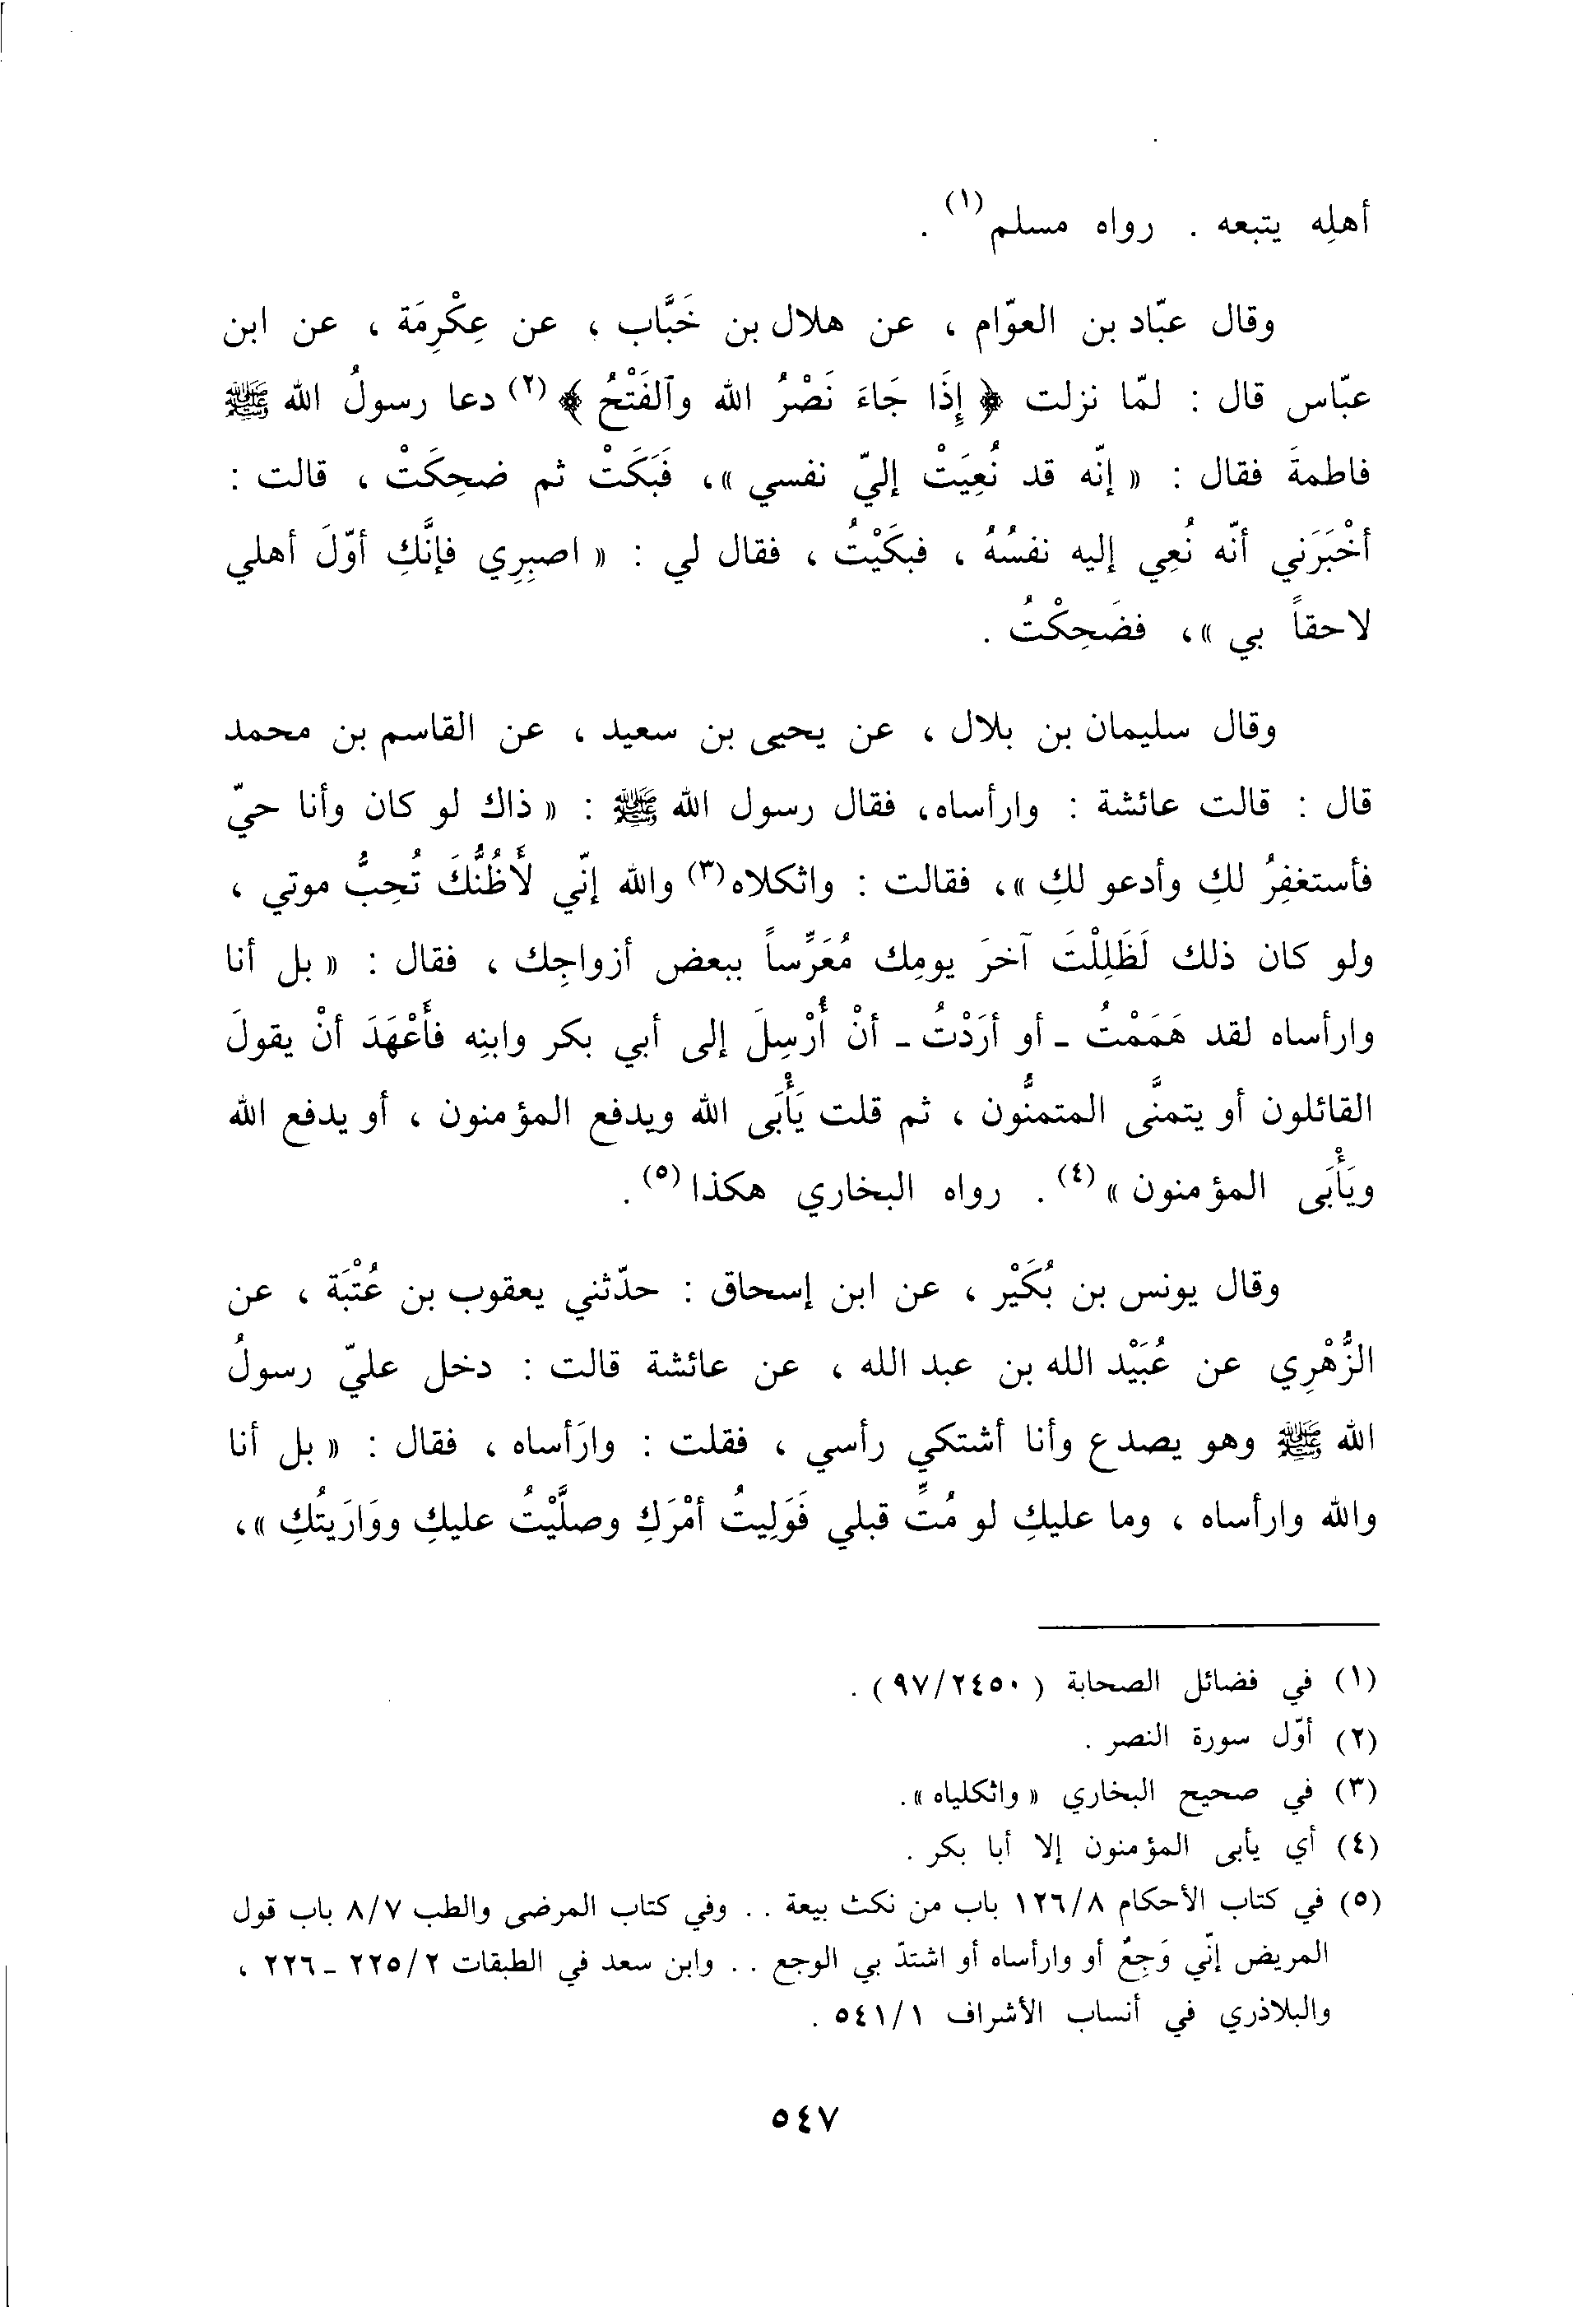 أهلِه يتبعه . رواه مسلم(١) .
وقال عبّاد بن العوّام ، عن هلال بن خَبَّاب ، عن عِكْرِمَة ، عن ابن
عبّاس قال : لمّا نزلت ﴿ إِذَا جَاءَ نَصْرُ الله وٱلفَتْحُ ﴾(٢) دعا رسولُ الله ﷺ
فاطمةَ فقال : « إنّه قد نُعِيَتْ إليّ نفسي »، فَبَكَتْ ثم ضحِكَتْ ، قالت :
أخْبَرَني أنّه نُعِي إليه نفسُهُ ، فبكَيْتُ ، فقال لي : « اصبِرِي فإنَّكِ أوّلَ أهلي
لاحقاً بي »، فضَحِكْتُ .
وقال سليمان بن بلال ، عن يحيى بن سعيد ، عن القاسم بن محمد
قال : قالت عائشة : وارأساه، فقال رسول الله ﷺ : « ذاك لو كان وأنا حيّ
فأستغفِرُ لكِ وأدعو لكِ »، فقالت : واثكلاه(٣) والله إنّي لَأَظُنُّكَ تُحِبُّ موتي ،
ولو كان ذلك لَظَلِلْتَ آخرَ يومِك مُعَرِّساً ببعض أزواجِك ، فقال : « بل أنا
وارأساه لقد هَمَمْتُ - أو أرَدْتُ - أنْ أُرْسِلَ إلى أبي بكر وابنِه فأَعْهَدَ أنْ يقولَ
القائلون أو يتمنَّى المتمنُّون ، ثم قلت يَأْبَى الله ويدفع المؤمنون ، أو يدفع الله
ويَأْبَى المؤمنون »(٤) . رواه البخاري هكذا(٥) .
وقال يونس بن بُكَيْر ، عن ابن إسحاق : حدّثني يعقوب بن عُتْبَة ، عن
الزُّهْرِي عن عُبَيْد الله بن عبد الله ، عن عائشة قالت : دخل عليّ رسولُ
الله ﷺ وهو يصدع وأنا أشتكي رأسي ، فقلت : وارَأساه ، فقال : « بل أنا
والله وارأساه ، وما عليكِ لو مُتِّ قبلي فَوَلِيتُ أمْرَكِ وصلَّيْتُ عليكِ ووَارَيتُكِ »،
(١) في فضائل الصحابة ( ٩٧/٢٤٥٠ ) .
(٢) أوّل سورة النصر .
(٣) في صحيح البخاري « واثكلياه ».
(٤) أي يأبى المؤمنون إلا أبا بكر .
(٥) في كتاب الأحكام ١٢٦/٨ باب من نكث بيعة . . وفي كتاب المرضى والطب ٨/٧ باب قول
المريض إنّي وَجِعٌ أو وارأساه أو اشتدّ بي الوجع . . وابن سعد في الطبقات ٢٢٥/٢ - ٢٢٦ ،
والبلاذري في أنساب الأشراف ٥٤١/١ .
٥٤٧